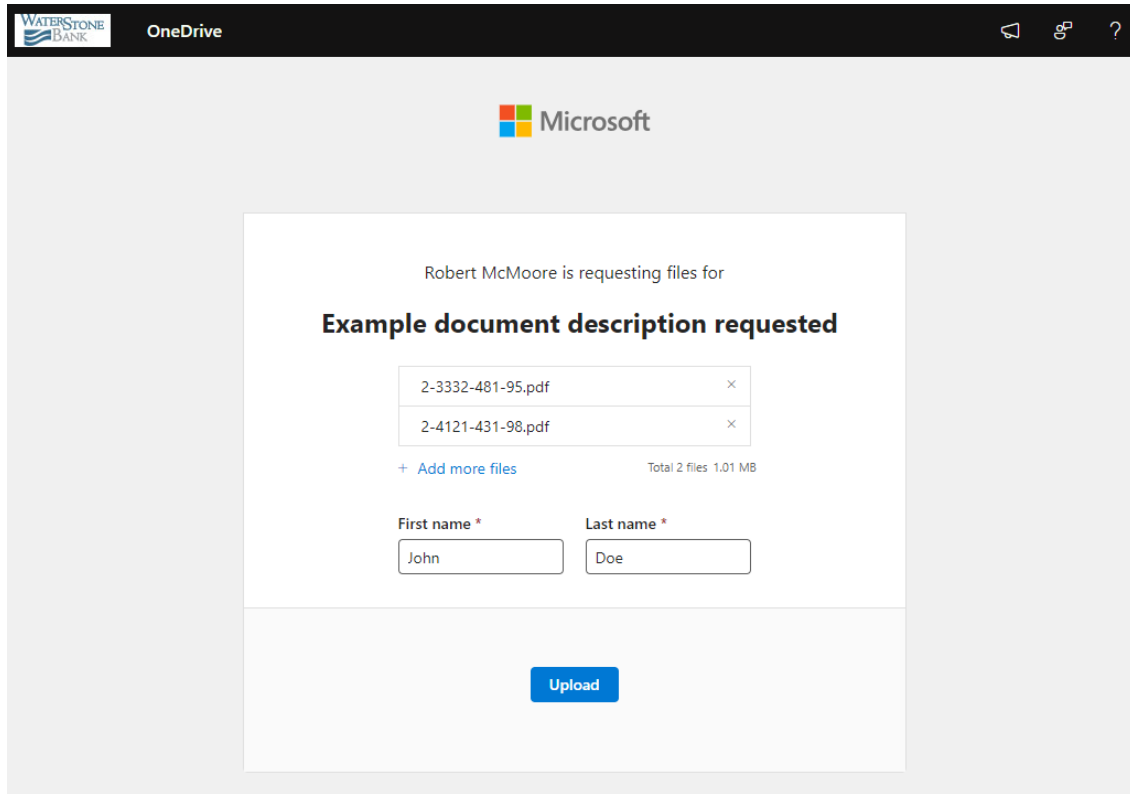 WATERSTONE
BANK
OneDrive
?
Microsoft
Robert McMoore is requesting files for
Example document description requested
2-3332-481-95.pdf ×
2-4121-431-98.pdf ×
+ Add more files Total 2 files 1.01 MB
First name * Last name *
John Doe
Upload